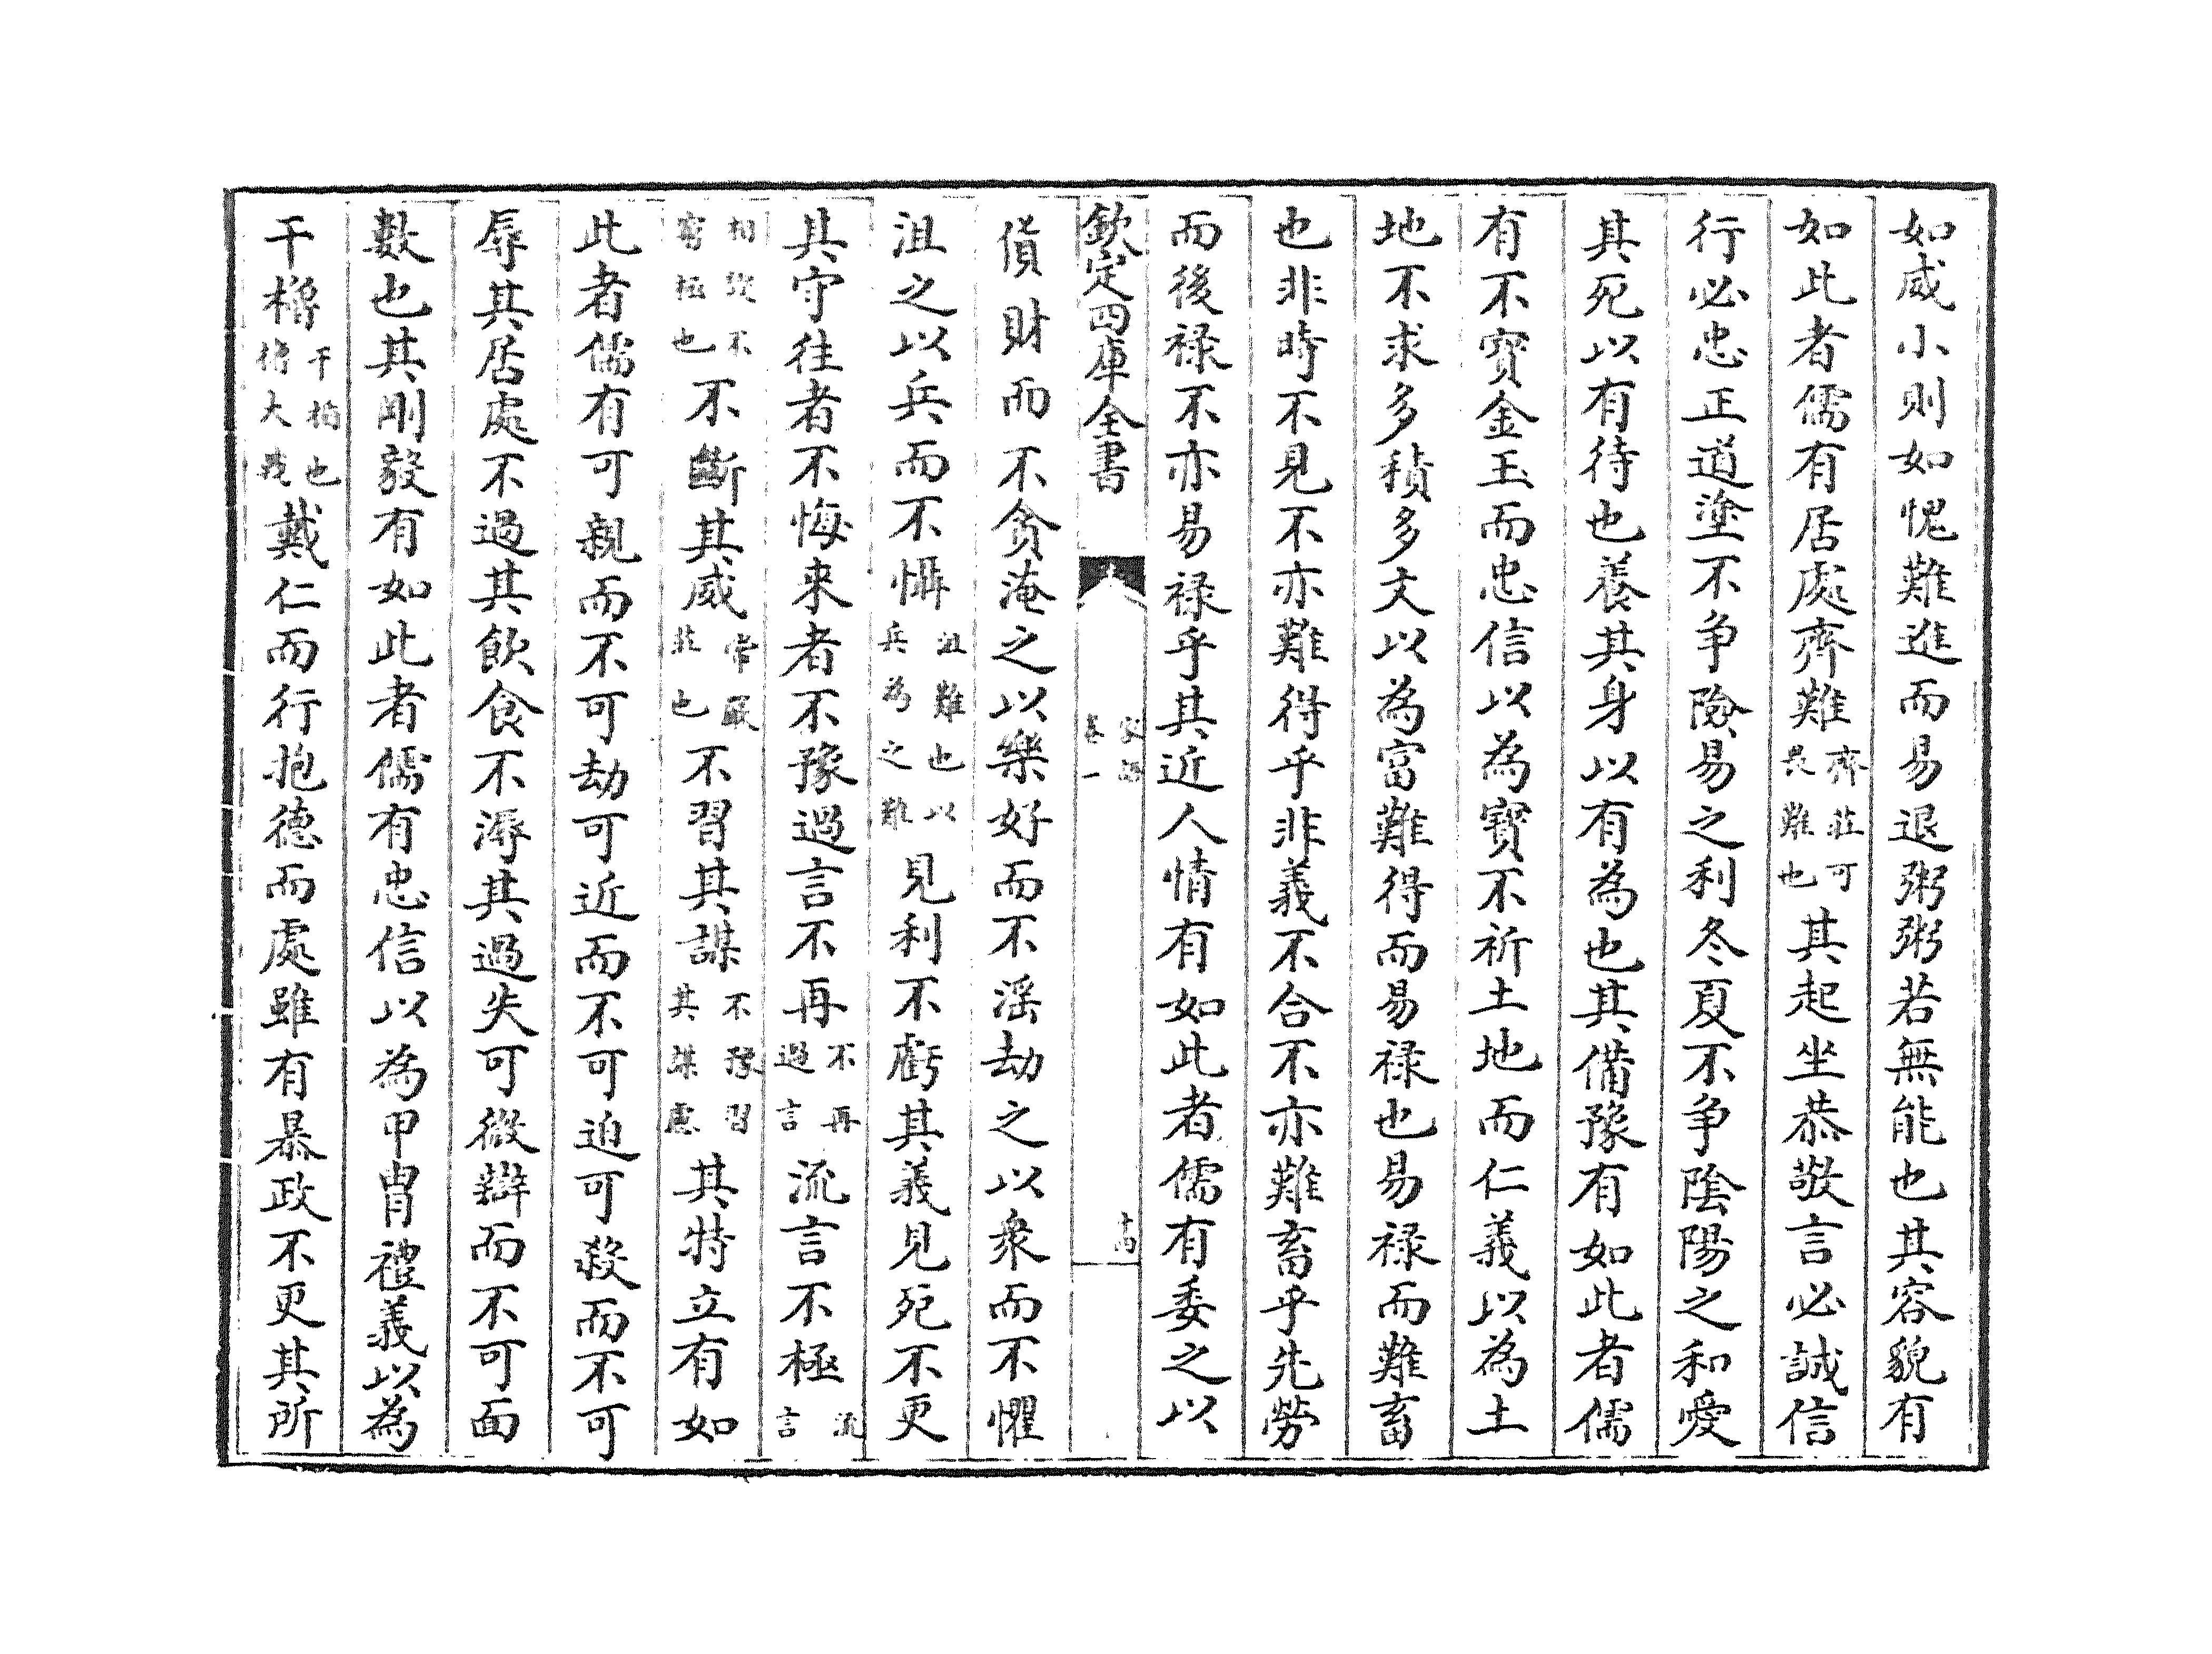 如威小則如愧難進而易退粥粥若無能也其容貌有
如此者儒有居處齊難齊莊可畏難也其起坐恭敬言必誠信
行必忠正道塗不争險易之利冬夏不争陰陽之和愛
其死以有待也養其身以有為也其備豫有如此者儒
有不寳金玉而忠信以為寳不祈土地而仁義以為土
地不求多積多文以為富難得而易禄也易禄而難畜
也非時不見不亦難得乎非義不合不亦難畜乎先勞
而後禄不亦易禄乎其近人情有如此者儒有委之以
欽定四庫全書
家語
卷一
十四
貨財而不貪淹之以樂好而不淫劫之以衆而不懼
沮之以兵而不懾沮難也以兵為之難見利不虧其義見死不更
其守往者不悔来者不豫過言不再不再過言流言不極流言
相毁不窮極也不斷其威常嚴莊也不習其謀不豫習其謀慮其特立有如
此者儒有可親而不可劫可近而不可迫可殺而不可
辱其居處不過其飲食不溽其過失可微辯而不可面
數也其剛毅有如此者儒有忠信以為甲胄禮義以為
干櫓干楯也櫓大戟戴仁而行抱德而處雖有暴政不更其所